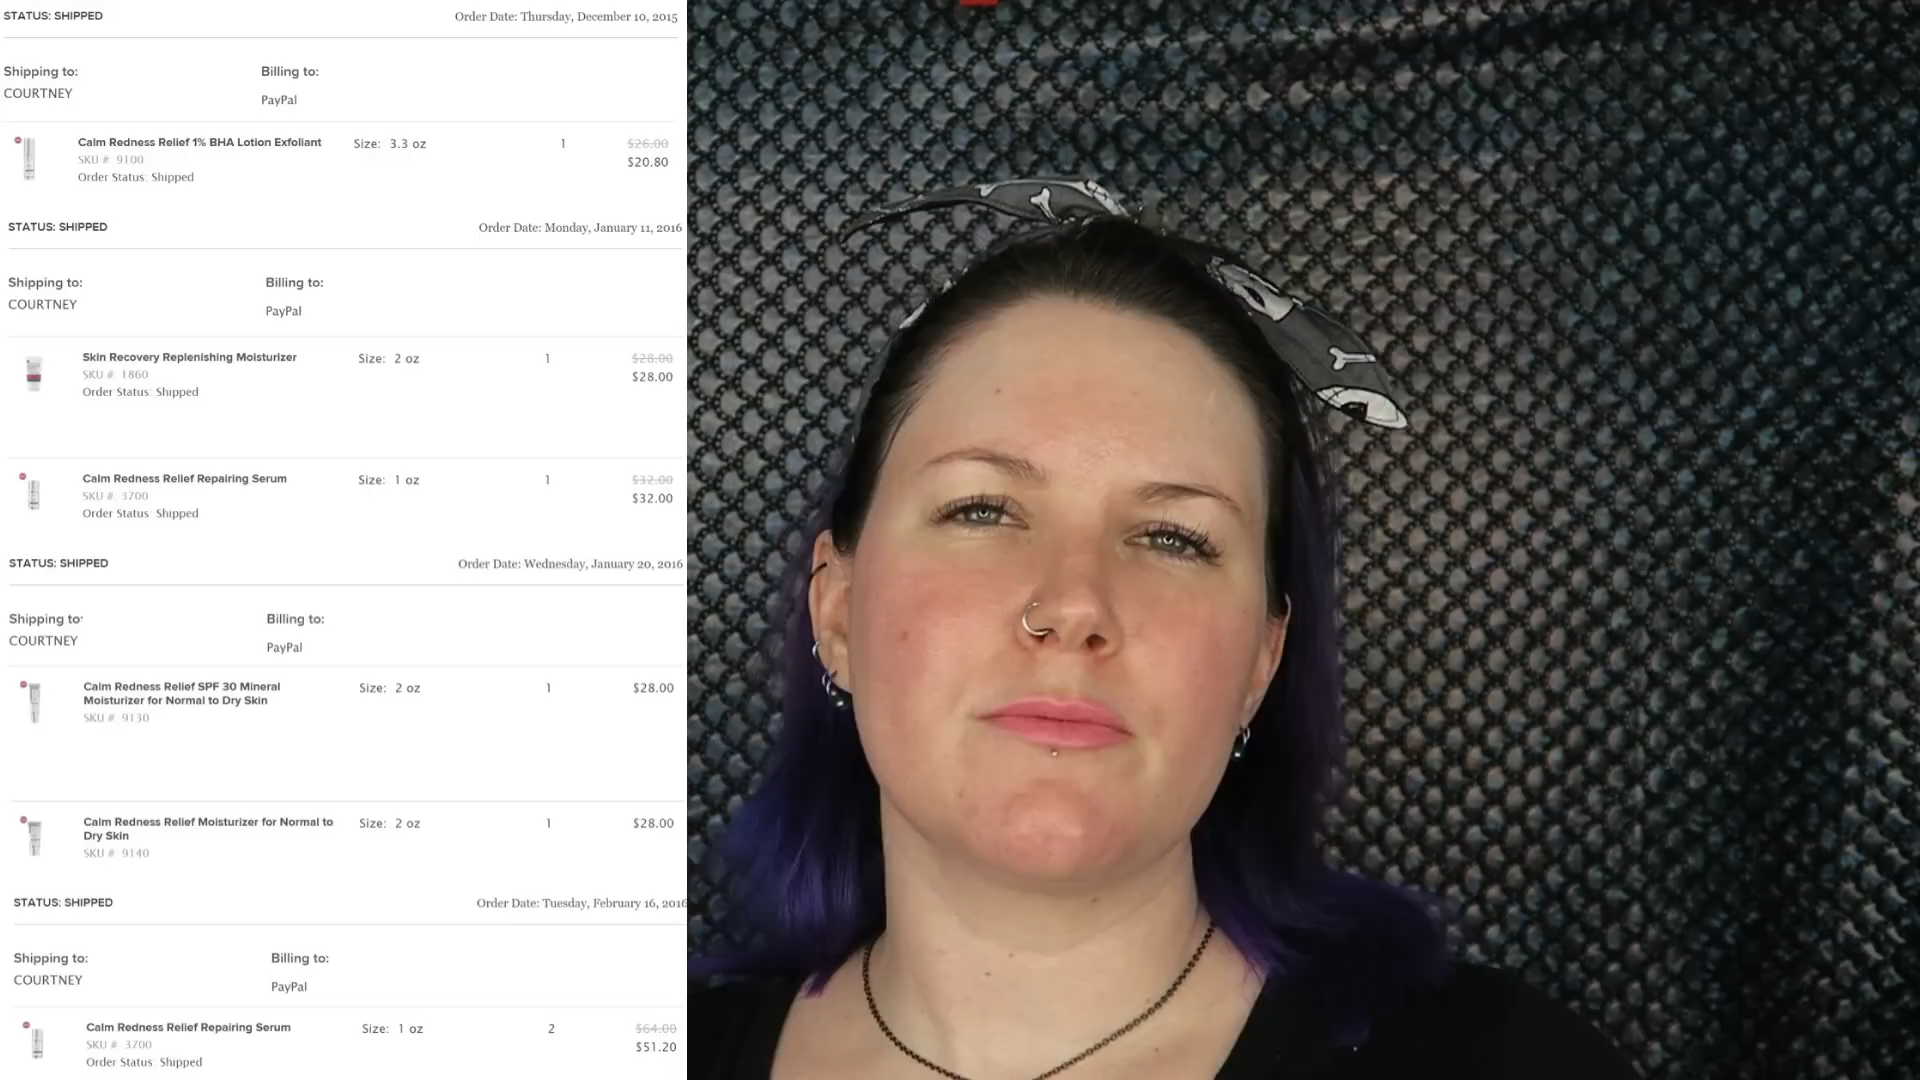 STATUS: SHIPPED
Order Date: Thursday, December 10, 2015
Shipping to:
Billing to:
COURTNEY
PayPal
Calm Redness Relief 1% BHA Lotion Exfoliant
Size: 3.3 oz
1
$26.00
SKU # 9100
$20.80
Order Status: Shipped
STATUS: SHIPPED
Order Date: Monday, January 11, 2016
Shipping to:
Billing to:
COURTNEY
PayPal
Skin Recovery Replenishing Moisturizer
Size: 2 oz
1
$28.00
SKU # 1860
$28.00
Order Status: Shipped
Calm Redness Relief Repairing Serum
Size: 1 oz
1
$32.00
SKU # 3700
$32.00
Order Status: Shipped
STATUS: SHIPPED
Order Date: Wednesday, January 20, 2016
Shipping to:
Billing to:
COURTNEY
PayPal
Calm Redness Relief SPF 30 Mineral
Moisturizer for Normal to Dry Skin
Size: 2 oz
1
$28.00
SKU # 9130
Calm Redness Relief Moisturizer for Normal to
Dry Skin
Size: 2 oz
1
$28.00
SKU # 9140
STATUS: SHIPPED
Order Date: Tuesday, February 16, 2016
Shipping to:
Billing to:
COURTNEY
PayPal
Calm Redness Relief Repairing Serum
Size: 1 oz
2
$64.00
SKU # 3700
$51.20
Order Status: Shipped